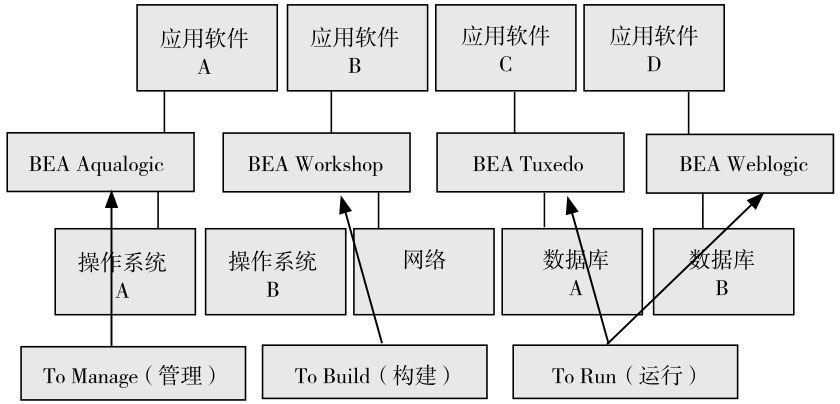 应用软件
A
应用软件
B
应用软件
C
应用软件
D
BEA Aqualogic
BEA Workshop
BEA Tuxedo
BEA Weblogic
操作系统
A
操作系统
B
网络
数据库
A
数据库
B
To Manage（管理）
To Build（构建）
To Run（运行）